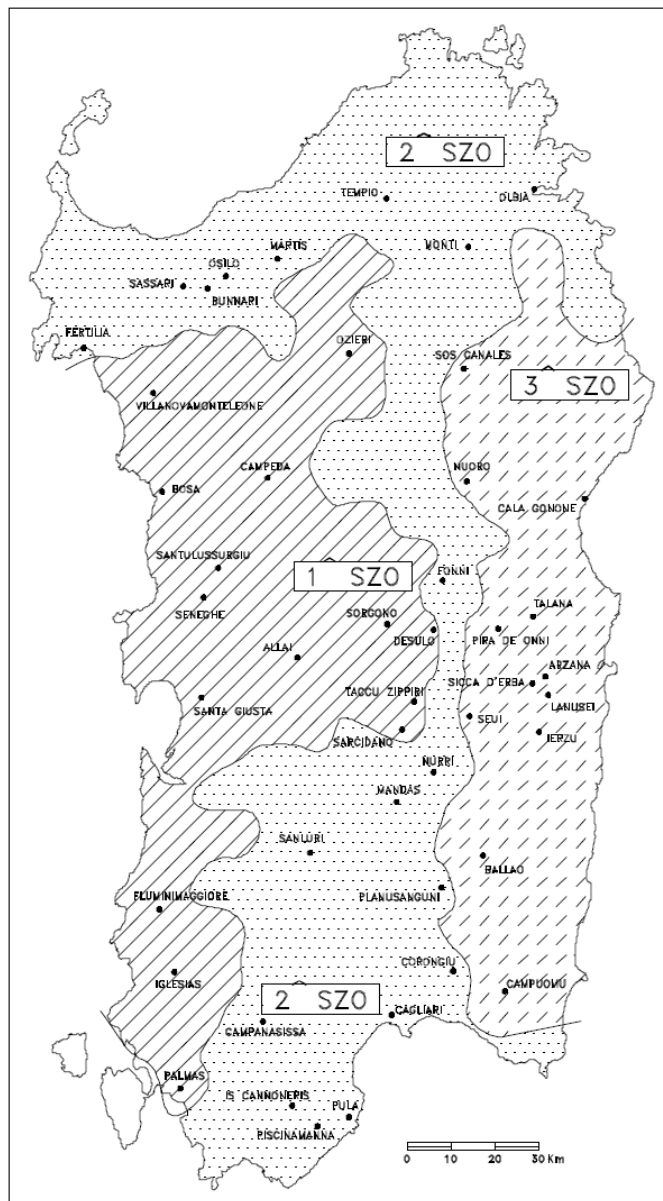 2 SZO
TEMPIO
OLBIA
MONTI
MARTIS
OSILO
SASSARI
BUNNARI
FERTILIA
OZIERI
SOS CANALES
3 SZO
VILLANOVAMONTELEONE
CAMPEDA
NUORO
BOSA
CALA GONONE
SANTULUSSURGIU
1 SZO
FONNI
SENEGHE
SORGONO
TALANA
DESULO
PIRA DE ONNI
ALLAI
ARZANA
SICCA D'ERBA
TACCU ZIPPIRI
LANUSEI
SANTA GIUSTA
SEUI
SARCIDANO
IERZU
NURRI
MANDAS
SANLURI
BALLAO
PLANUSANGUNI
FLUMINIMAGGIORE
CORONGIU
IGLESIAS
CAMPUOMU
2 SZO
CAGLIARI
CAMPANASISSA
PALMAS
IS CANNONERIS
PULA
PISCINAMANNA
0 10 20 30 Km